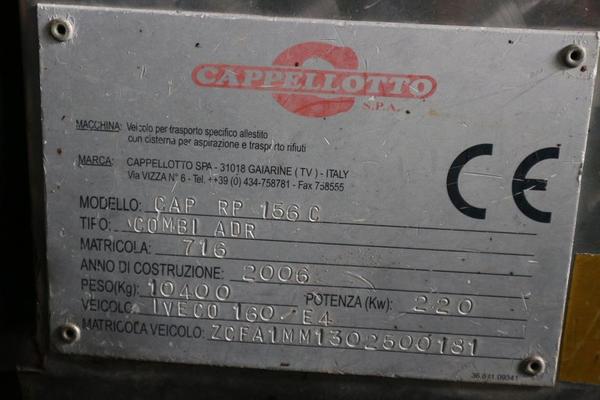 CAPPELLOTTO
S.P.A.
MACCHINA: Veicolo per trasporto specifico allestito
con cisterna per aspirazione e trasporto rifiuti
MARCA: CAPPELLOTTO SPA - 31018 GAIARINE ( TV ) - ITALY
Via VIZZA N° 6 - Tel. ++39 (0) 434-758781 - Fax 758555
CE
MODELLO: CAP RP 156 C
TIPO: COMBI ADR
MATRICOLA: 716
ANNO DI COSTRUZIONE: 2006
PESO(Kg): 10400 POTENZA (Kw): 220
VEICOLO: IVECO 160/E4
MATRICOLA VEICOLO: ZCFA1MM1302500181